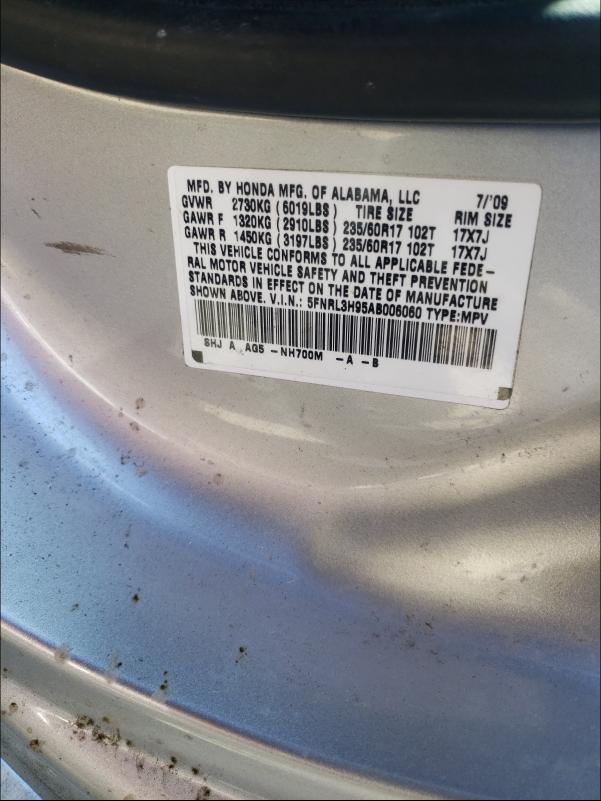 MFD. BY HONDA MFG. OF ALABAMA, LLC 7/'09
GVWR 2730KG (6019LBS) TIRE SIZE RIM SIZE
GAWR F 1320KG (2910LBS) 235/60R17 102T 17X7J
GAWR R 1450KG (3197LBS) 235/60R17 102T 17X7J
THIS VEHICLE CONFORMS TO ALL APPLICABLE FEDE-
RAL MOTOR VEHICLE SAFETY AND THEFT PREVENTION
STANDARDS IN EFFECT ON THE DATE OF MANUFACTURE
SHOWN ABOVE. V.I.N.: 5FNRL3H95AB006060 TYPE:MPV
SHJ A AG5 -NH700M -A -B